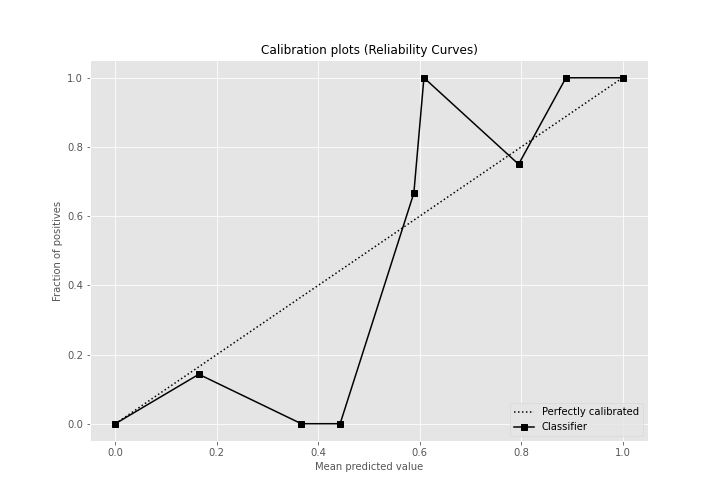 Calibration plots (Reliability Curves)
1.0
0.8
0.6
0.4
0.2
0.0
Fraction of positives
0.0 0.2 0.4 0.6 0.8 1.0
Mean predicted value
Perfectly calibrated
Classifier